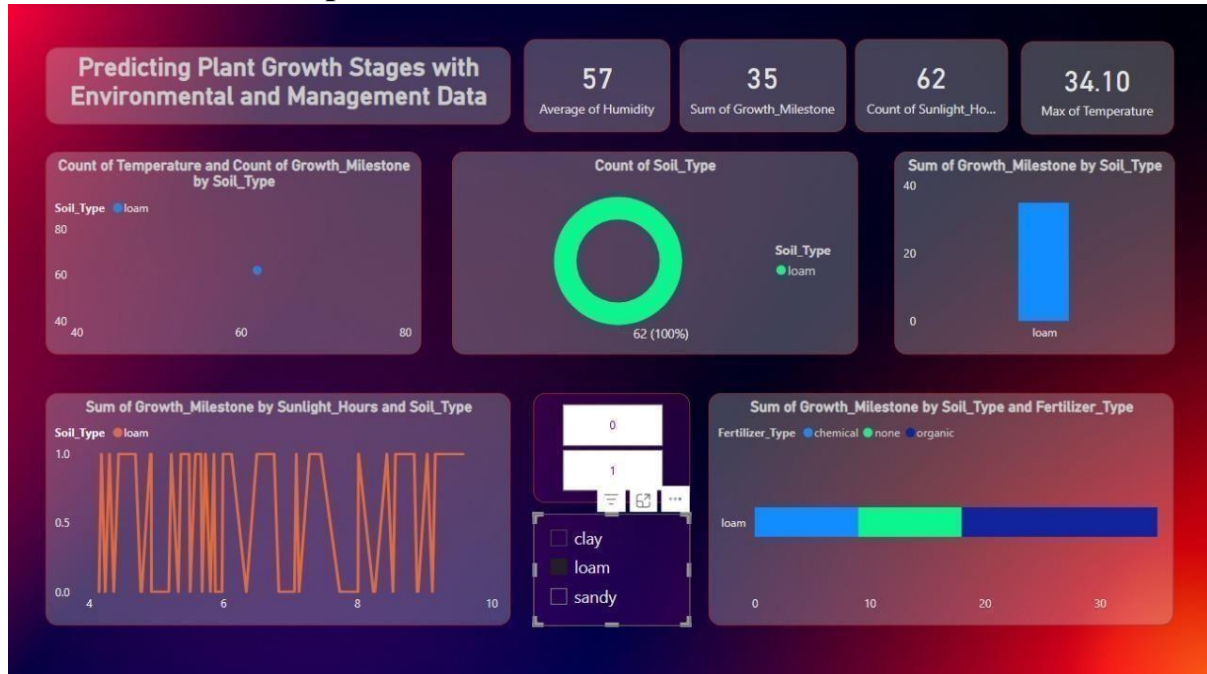 Predicting Plant Growth Stages with
Environmental and Management Data
57
Average of Humidity
35
Sum of Growth_Milestone
62
Count of Sunlight_Ho...
34.10
Max of Temperature
Count of Temperature and Count of Growth_Milestone
by Soil_Type
Soil_Type loam
80
60
40
40 60 80
Count of Soil_Type
Soil_Type
loam
62 (100%)
Sum of Growth_Milestone by Soil_Type
40
20
0
loam
Sum of Growth_Milestone by Sunlight_Hours and Soil_Type
Soil_Type loam
1.0
0.5
0.0
4 6 8 10
0
1
clay
loam
sandy
Sum of Growth_Milestone by Soil_Type and Fertilizer_Type
Fertilizer_Type chemical none organic
loam
0 10 20 30